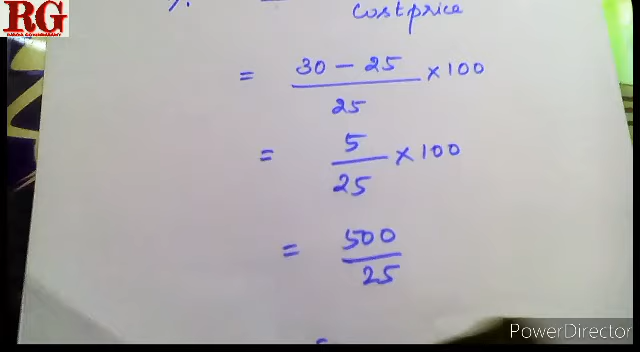 RG
%.
costprice
= 30 - 25 / 25 × 100
= 5 / 25 × 100
= 500 / 25
=
PowerDirector